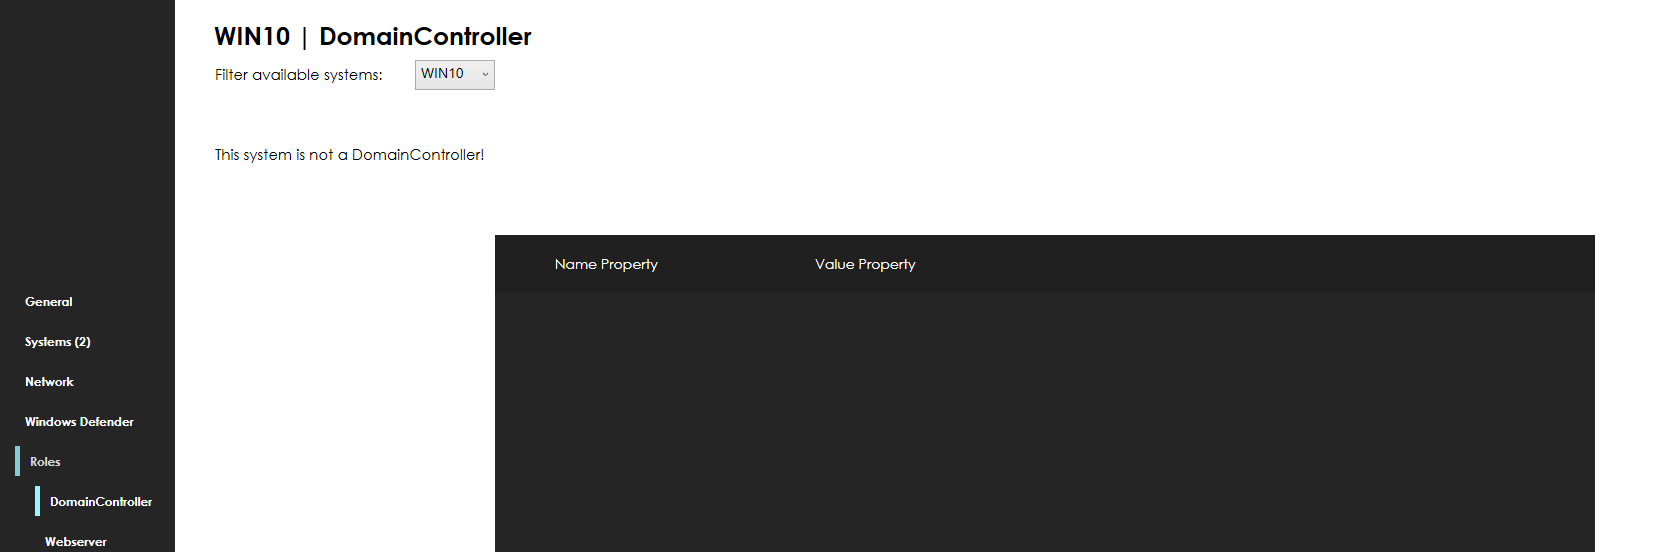 WIN10 | DomainController
Filter available systems: WIN10
This system is not a DomainController!
Name Property Value Property
General
Systems (2)
Network
Windows Defender
Roles
DomainController
Webserver